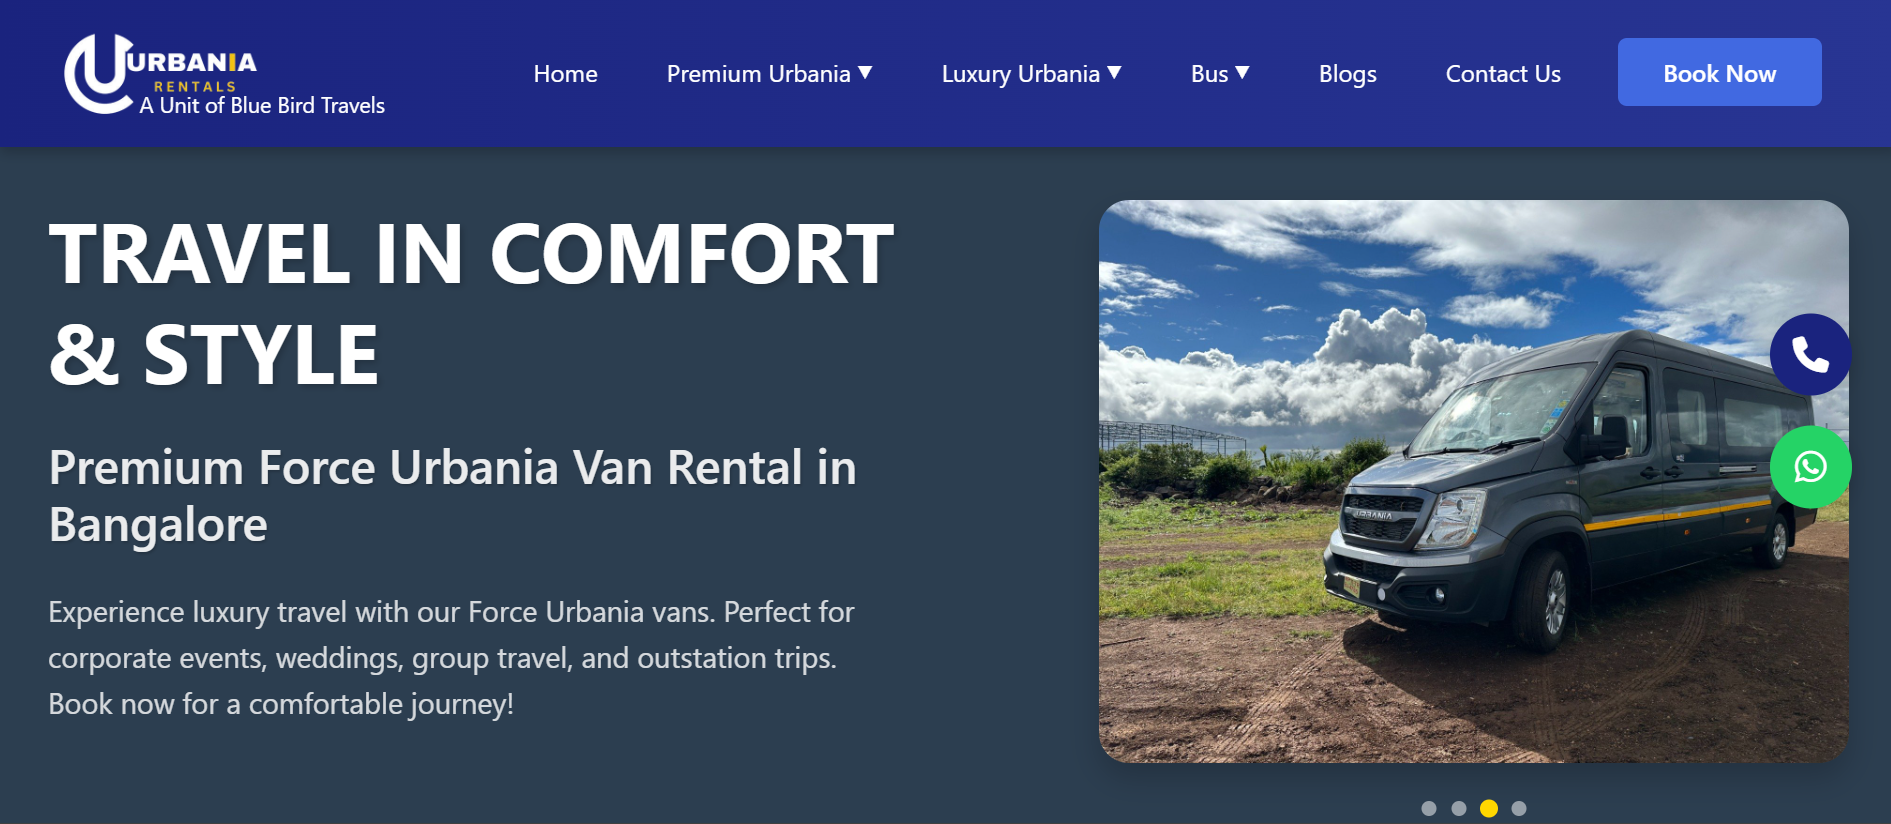 URBANIA
RENTALS
A Unit of Blue Bird Travels
Home
Premium Urbania
Luxury Urbania
Bus
Blogs
Contact Us
Book Now
TRAVEL IN COMFORT
& STYLE
Premium Force Urbania Van Rental in
Bangalore
Experience luxury travel with our Force Urbania vans. Perfect for
corporate events, weddings, group travel, and outstation trips.
Book now for a comfortable journey!
URBANIA